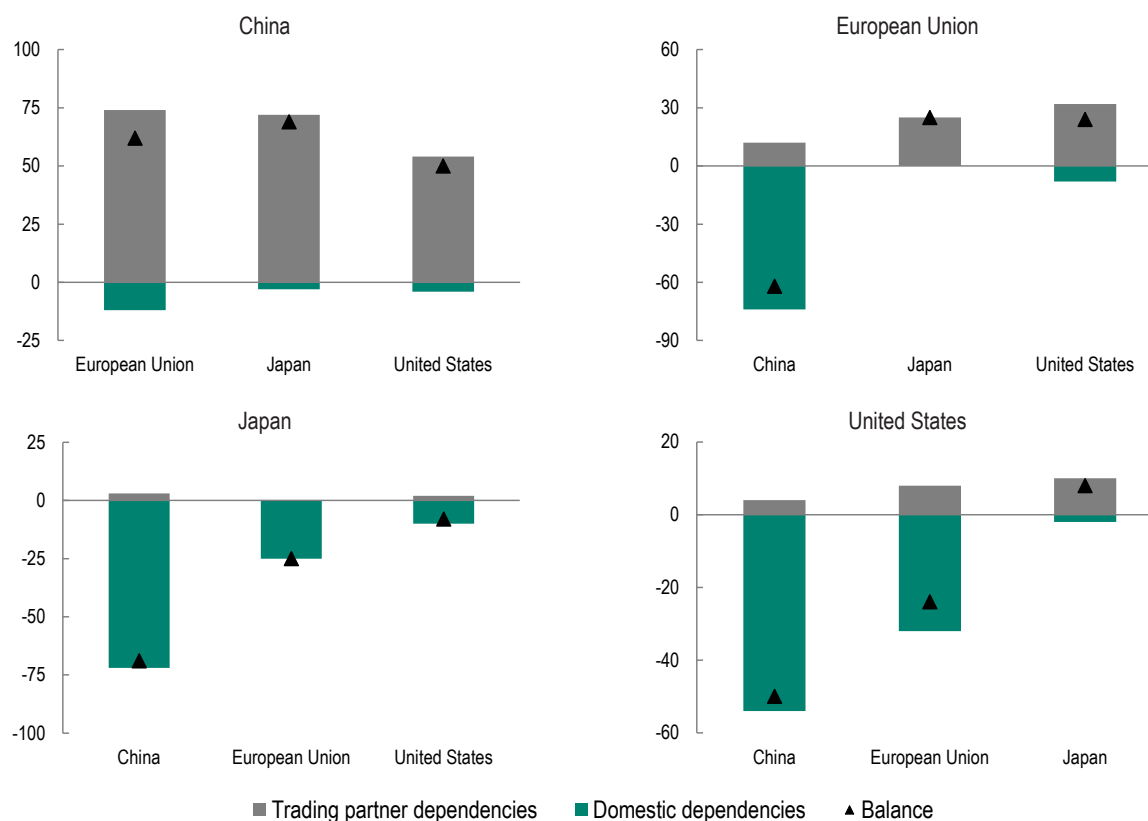 China
100
75
50
25
0
-25
European Union
Japan
United States
European Union
60
30
0
-30
-60
-90
China
Japan
United States
Japan
25
0
-25
-50
-75
-100
China
European Union
United States
United States
20
0
-20
-40
-60
China
European Union
Japan
Trading partner dependencies
Domestic dependencies
Balance